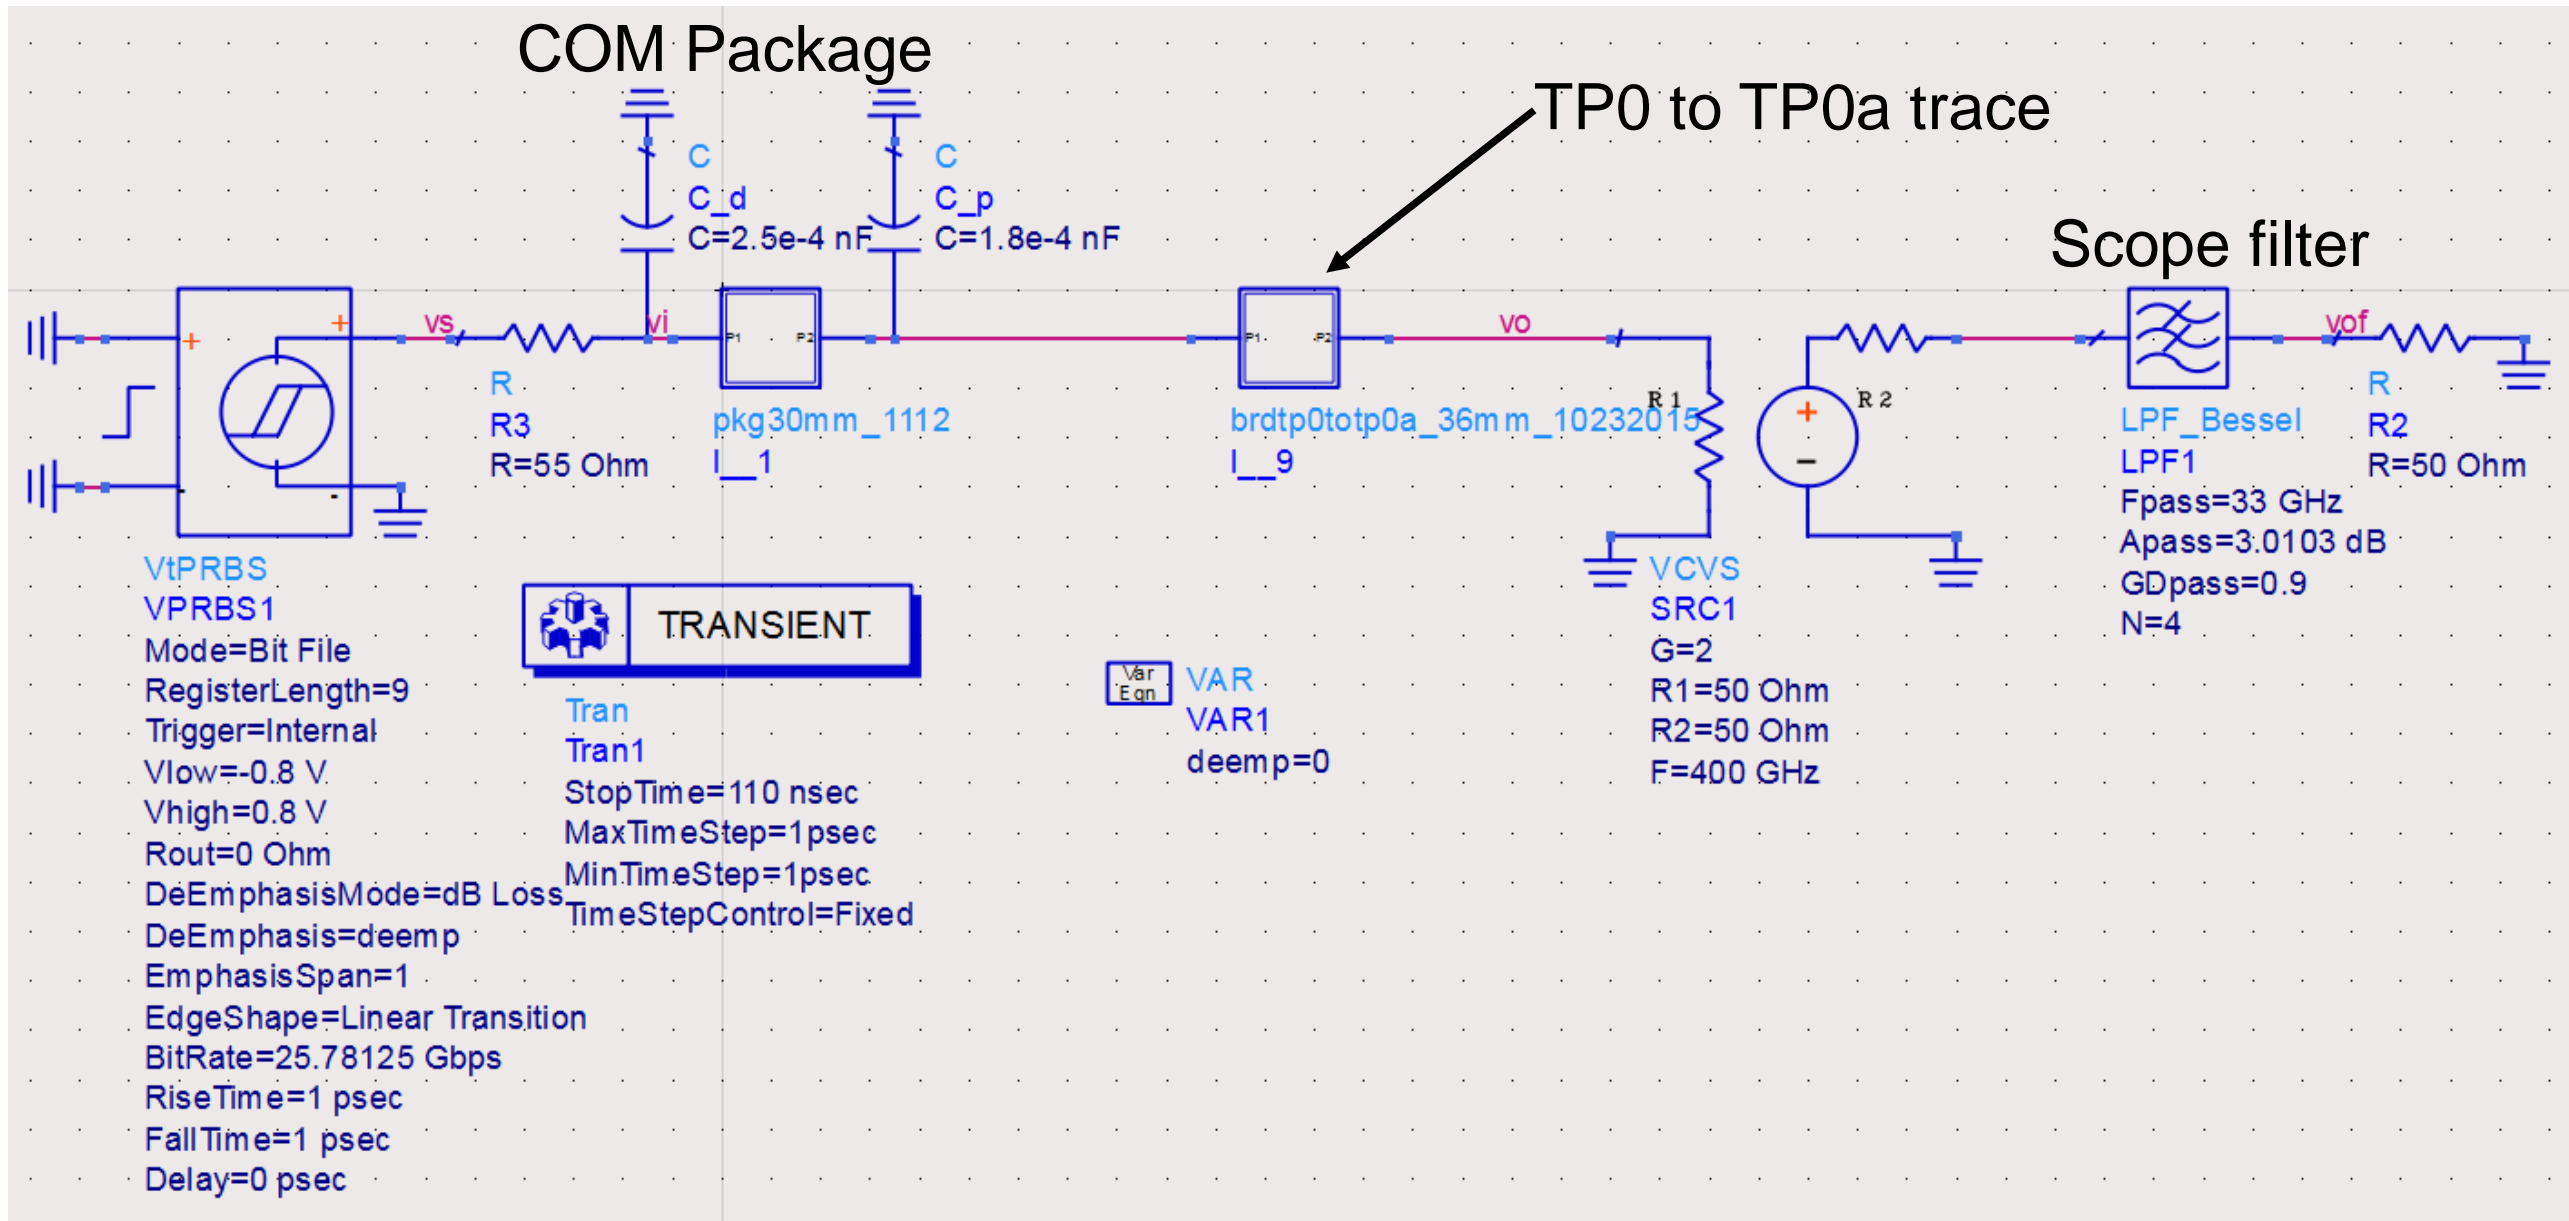 COM Package
TP0 to TP0a trace
Scope filter
C
C_d
C=2.5e-4 nF
C
C_p
C=1.8e-4 nF
+
+
-
-
vs
R
R3
R=55 Ohm
vi
P1
P2
pkg30mm_1112
I__1
P1
P2
brdtp0totp0a_36mm_10232015
I__9
vo
R1
+
−
R2
vof
LPF_Bessel
LPF1
Fpass=33 GHz
Apass=3.0103 dB
GDpass=0.9
N=4
R
R2
R=50 Ohm
VtPRBS
VPRBS1
Mode=Bit File
RegisterLength=9
Trigger=Internal
Vlow=-0.8 V
Vhigh=0.8 V
Rout=0 Ohm
DeEmphasisMode=dB Loss
DeEmphasis=deemp
EmphasisSpan=1
EdgeShape=Linear Transition
BitRate=25.78125 Gbps
RiseTime=1 psec
FallTime=1 psec
Delay=0 psec
TRANSIENT
Tran
Tran1
StopTime=110 nsec
MaxTimeStep=1psec
MinTimeStep=1psec
TimeStepControl=Fixed
Var
Eqn
VAR
VAR1
deemp=0
VCVS
SRC1
G=2
R1=50 Ohm
R2=50 Ohm
F=400 GHz